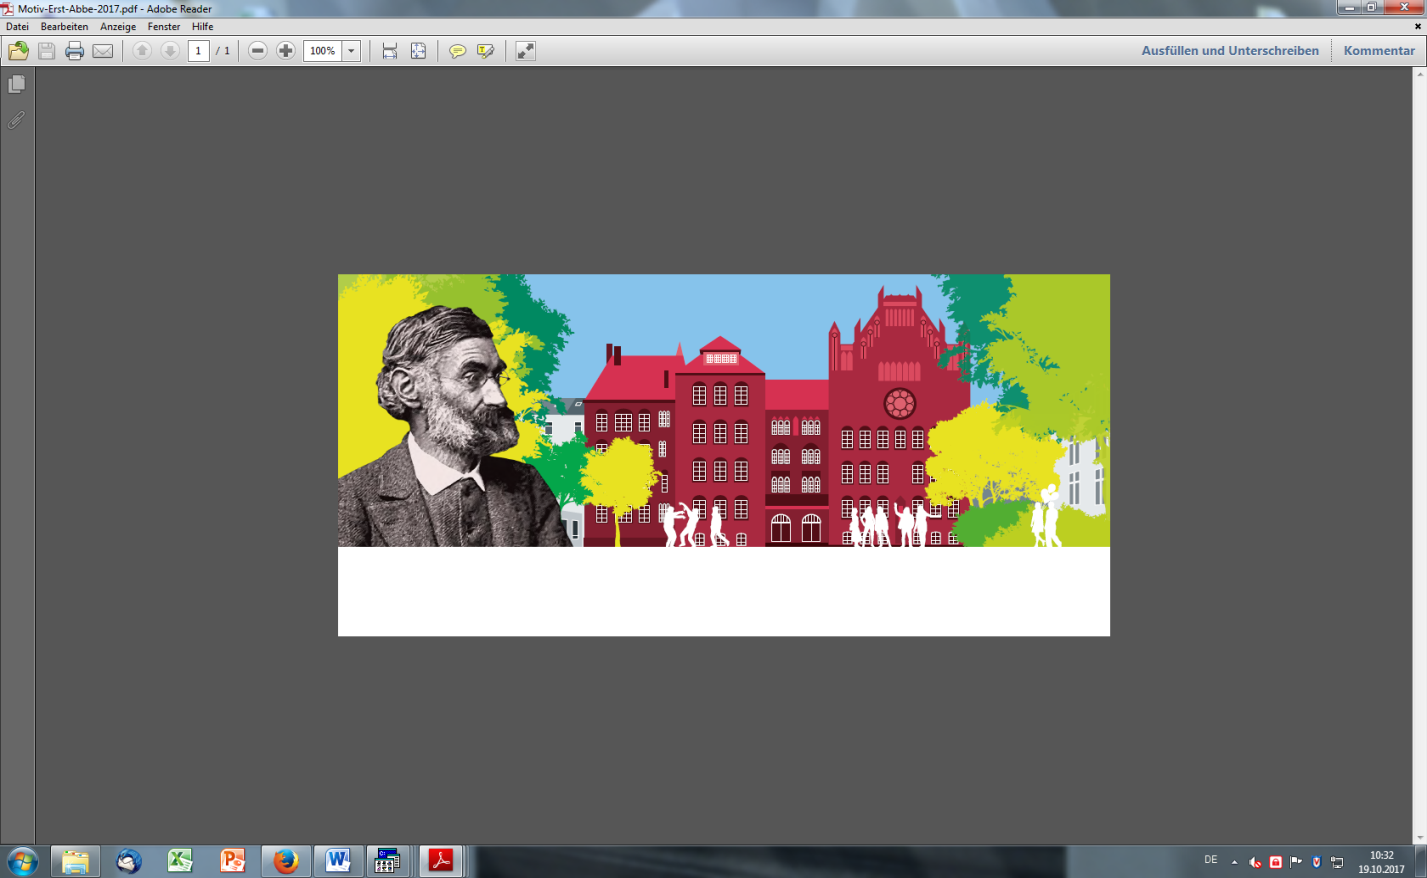 Motiv-Erst-Abbe-2017.pdf - Adobe Reader
Datei Bearbeiten Anzeige Fenster Hilfe
1 / 1 100% Ausfüllen und Unterschreiben Kommentar
DE 10:32
19.10.2017